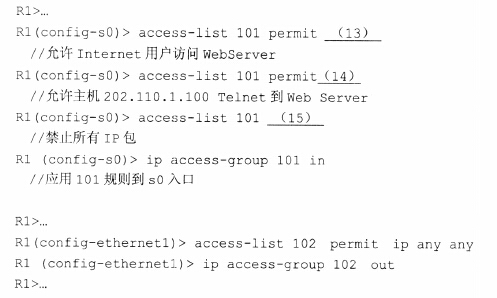 R1>…
R1(config-s0)> access-list 101 permit （13）
//允许 Internet 用户访问 WebServer
R1(config-s0)> access-list 101 permit（14）
//允许主机 202.110.1.100 Telnet 到 Web Server
R1(config-s0)> access-list 101 （15）
//禁止所有 IP 包
R1 (config-s0)> ip access-group 101 in
//应用 101 规则到 s0 入口
R1>…
R1(config-ethernet1)> access-list 102 permit ip any any
R1 (config-ethernet1)> ip access-group 102 out
R1>…